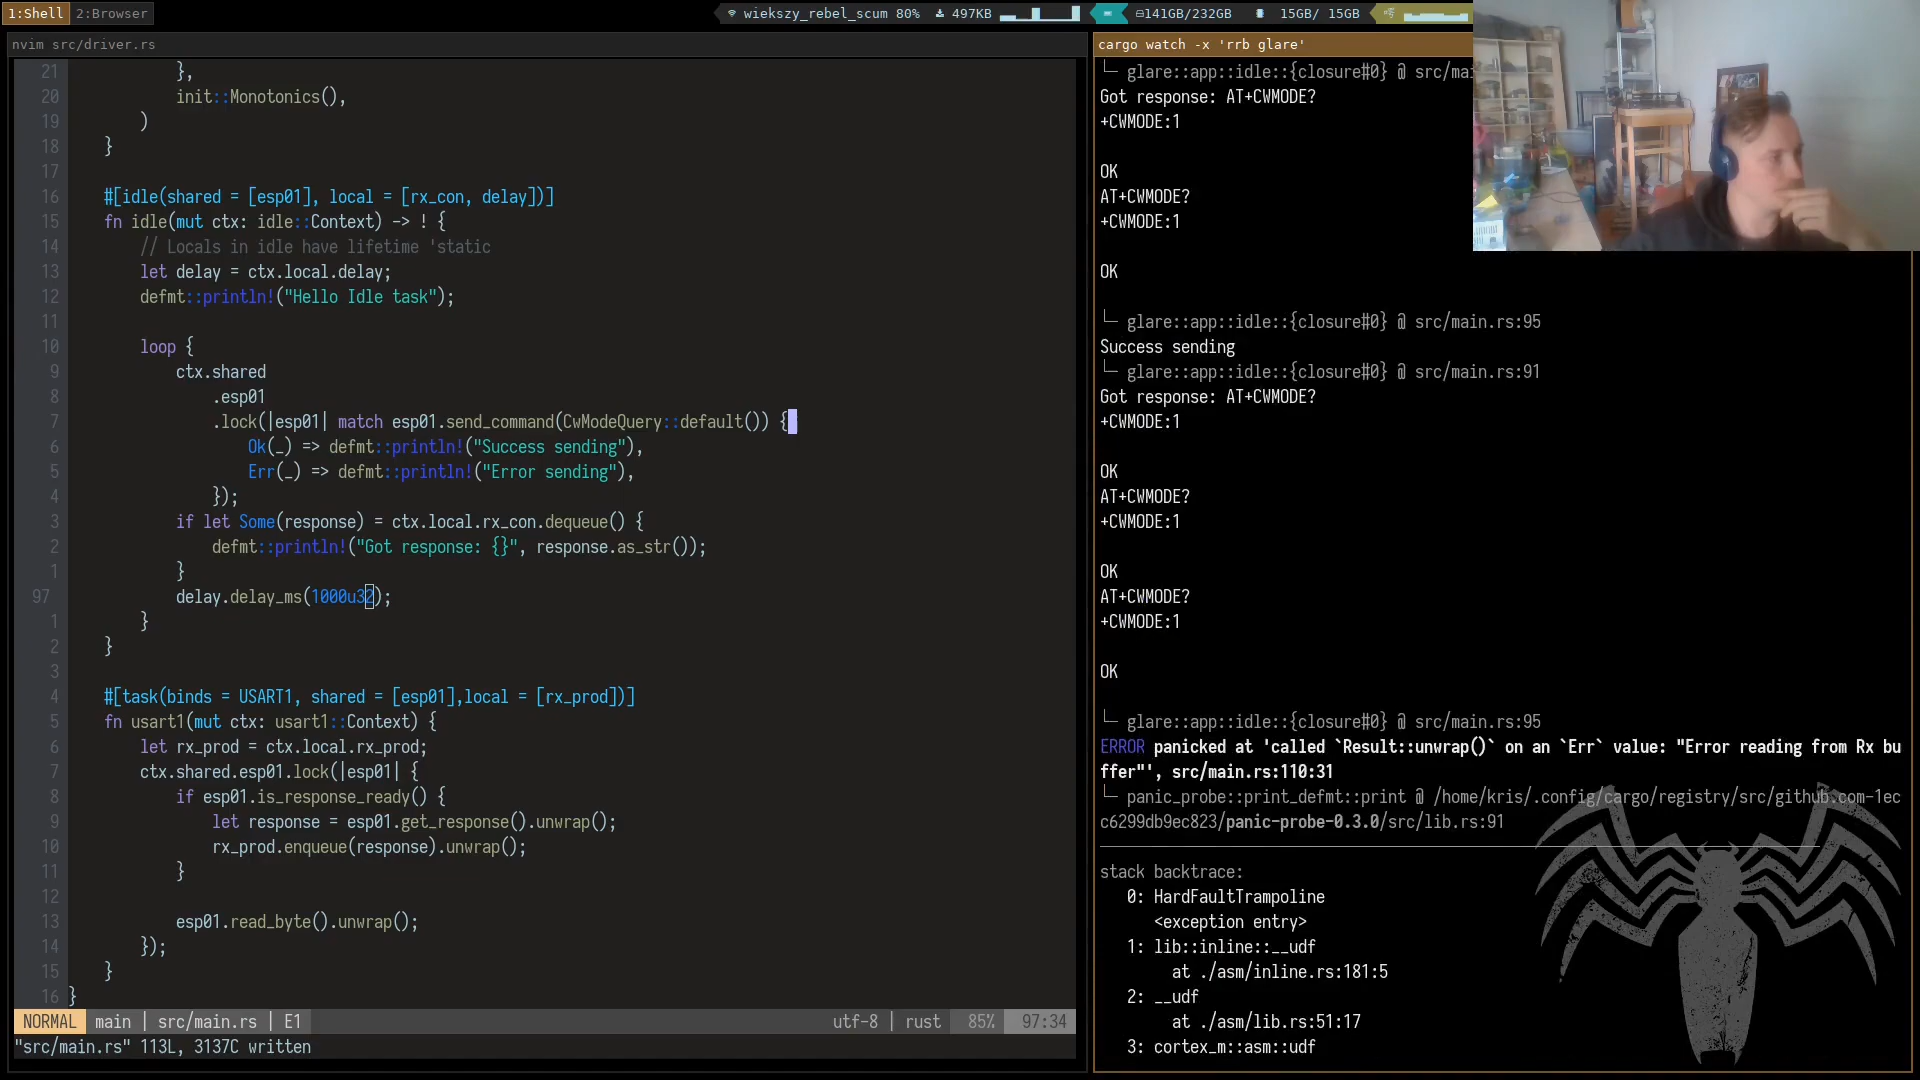 1:Shell 2:Browser
wiekszy_rebel_scum 80% 497KB 141GB/232GB 15GB/ 15GB
nvim src/driver.rs
21 },
20 init::Monotonics(),
19 )
18 }
17
16 #[idle(shared = [esp01], local = [rx_con, delay])]
15 fn idle(mut ctx: idle::Context) -> ! {
14 // Locals in idle have lifetime 'static
13 let delay = ctx.local.delay;
12 defmt::println!("Hello Idle task");
11
10 loop {
9 ctx.shared
8 .esp01
7 .lock(|esp01| match esp01.send_command(CwModeQuery::default()) {
6 Ok(_) => defmt::println!("Success sending"),
5 Err(_) => defmt::println!("Error sending"),
4 });
3 if let Some(response) = ctx.local.rx_con.dequeue() {
2 defmt::println!("Got response: {}", response.as_str());
1 }
97 delay.delay_ms(1000u32);
1 }
2 }
3
4 #[task(binds = USART1, shared = [esp01],local = [rx_prod])]
5 fn usart1(mut ctx: usart1::Context) {
6 let rx_prod = ctx.local.rx_prod;
7 ctx.shared.esp01.lock(|esp01| {
8 if esp01.is_response_ready() {
9 let response = esp01.get_response().unwrap();
10 rx_prod.enqueue(response).unwrap();
11 }
12
13 esp01.read_byte().unwrap();
14 });
15 }
16 }
NORMAL main | src/main.rs | E1 utf-8 | rust 85% 97:34
"src/main.rs" 113L, 3137C written
cargo watch -x 'rrb glare'
└─ glare::app::idle::{closure#0} @ src/mai
Got response: AT+CWMODE?
+CWMODE:1
OK
AT+CWMODE?
+CWMODE:1
OK
└─ glare::app::idle::{closure#0} @ src/main.rs:95
Success sending
└─ glare::app::idle::{closure#0} @ src/main.rs:91
Got response: AT+CWMODE?
+CWMODE:1
OK
AT+CWMODE?
+CWMODE:1
OK
AT+CWMODE?
+CWMODE:1
OK
└─ glare::app::idle::{closure#0} @ src/main.rs:95
ERROR panicked at 'called `Result::unwrap()` on an `Err` value: "Error reading from Rx bu
ffer"', src/main.rs:110:31
└─ panic_probe::print_defmt::print @ /home/kris/.config/cargo/registry/src/github.com-1ec
c6299db9ec823/panic-probe-0.3.0/src/lib.rs:91
stack backtrace:
0: HardFaultTrampoline
<exception entry>
1: lib::inline::__udf
at ./asm/inline.rs:181:5
2: __udf
at ./asm/lib.rs:51:17
3: cortex_m::asm::udf